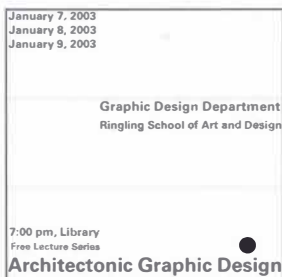 January 7, 2003
January 8, 2003
January 9, 2003
Graphic Design Department
Ringling School of Art and Design
7:00 pm, Library
Free Lecture Series
Architectonic Graphic Design